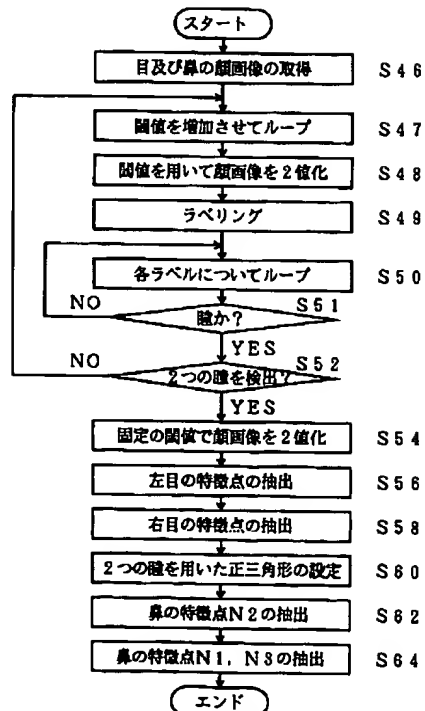 スタート
目及び鼻の顔画像の取得 S46
閾値を増加させてループ S47
閾値を用いて顔画像を2値化 S48
ラベリング S49
各ラベルについてループ S50
NO 瞳か? S51
YES
NO 2つの瞳を検出? S52
YES
固定の閾値で顔画像を2値化 S54
左目の特徴点の抽出 S56
右目の特徴点の抽出 S58
2つの瞳を用いた正三角形の設定 S60
鼻の特徴点N2の抽出 S62
鼻の特徴点N1,N3の抽出 S64
エンド